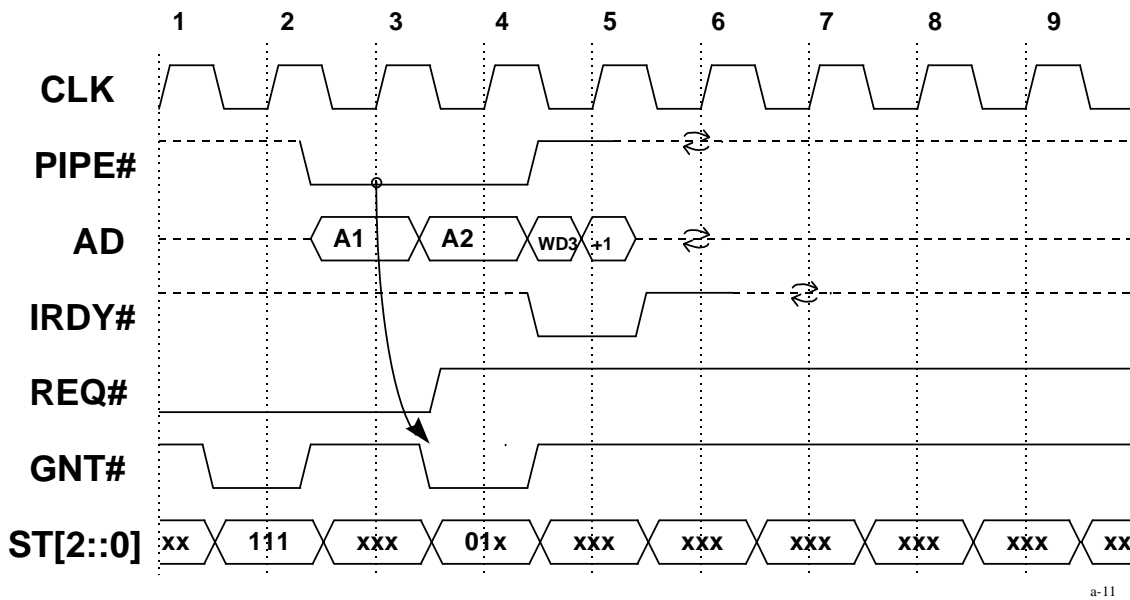 1 2 3 4 5 6 7 8 9
CLK
PIPE#
AD A1 A2 WD3 +1
IRDY#
REQ#
GNT#
ST[2::0] xx 111 xxx 01x xxx xxx xxx xxx xxx xx
a-11